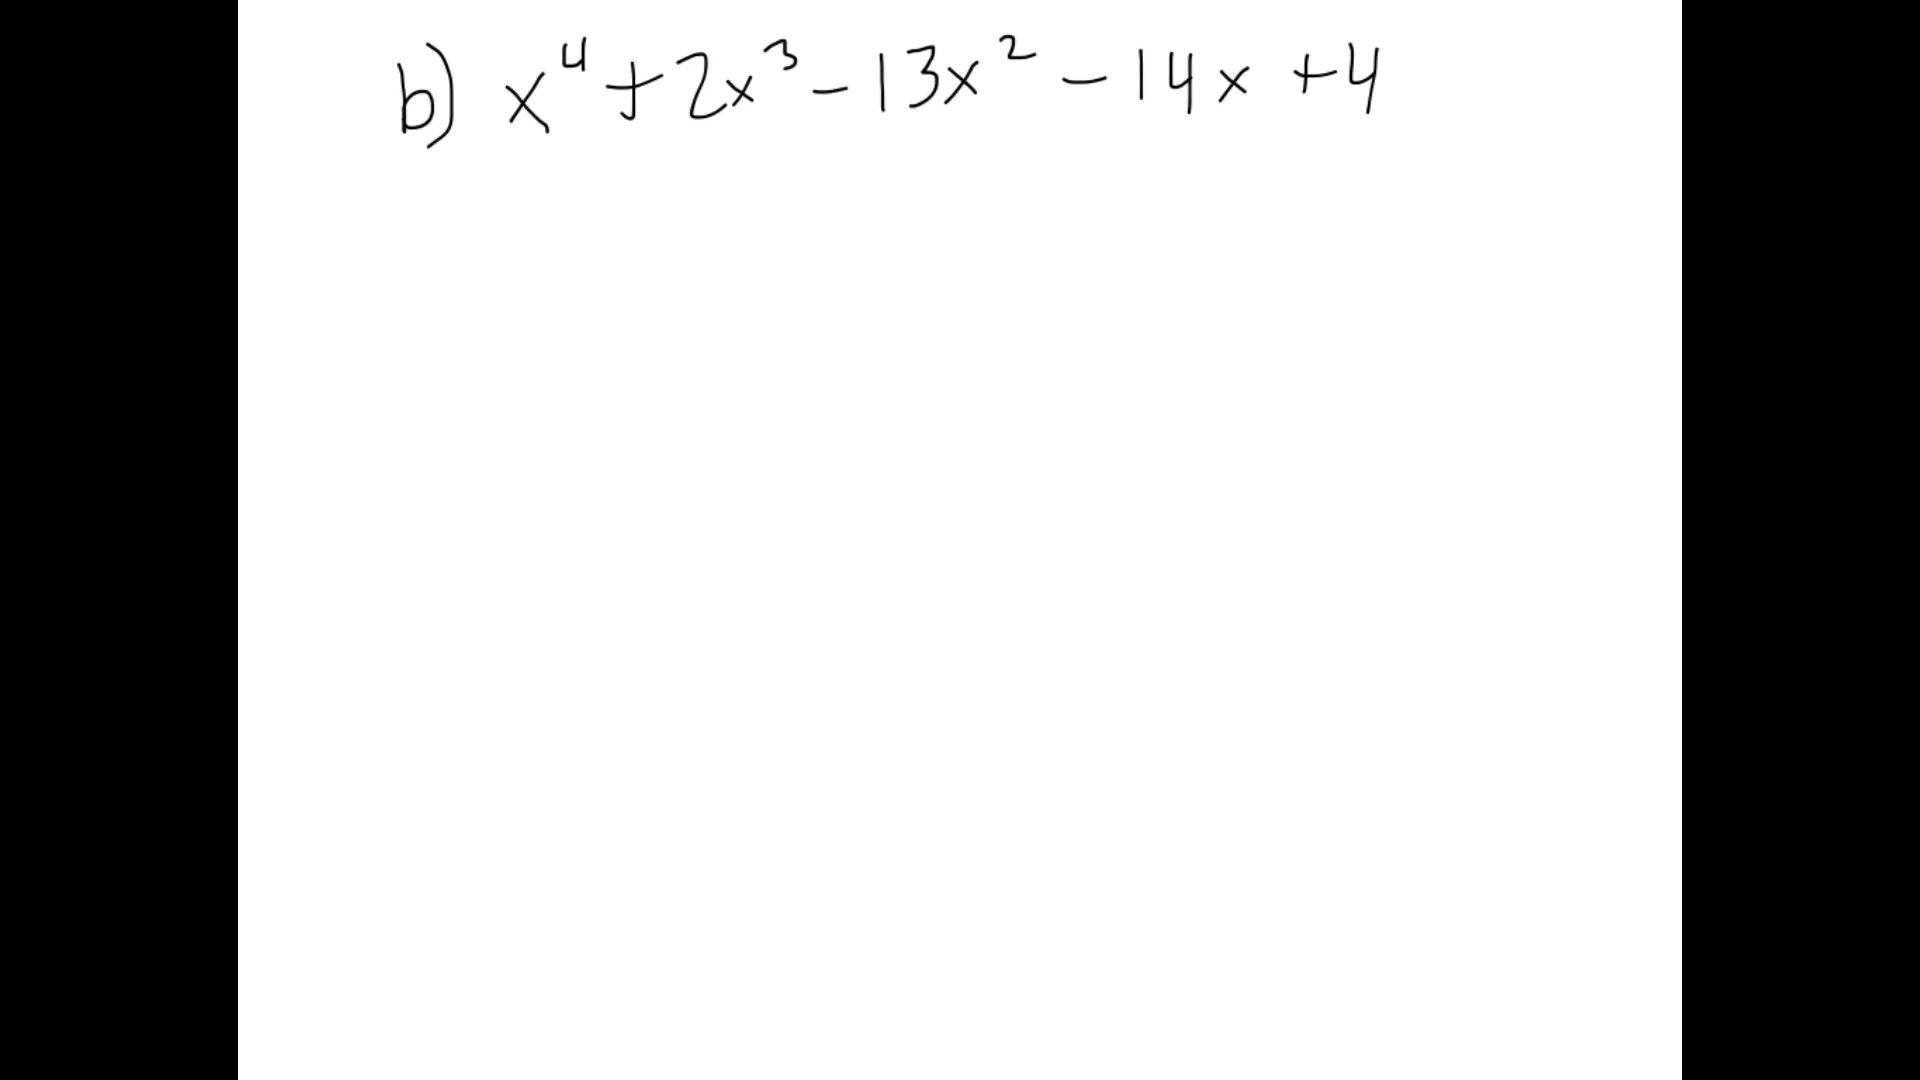 b) x⁴ + 2x³ - 13x² - 14x + 4